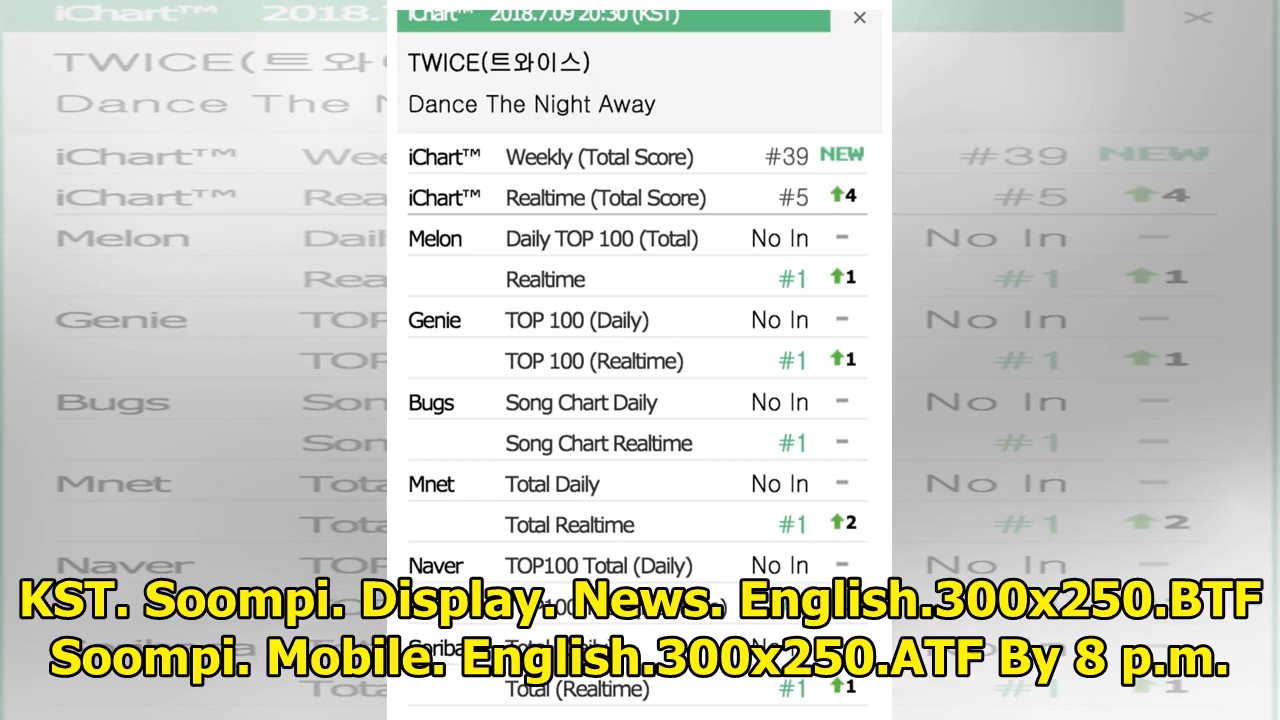 iChart™ 2018.7.09 20:30 (KST) ×
TWICE(트와이스)
Dance The Night Away
iChart™ Weekly (Total Score) #39 NEW
iChart™ Realtime (Total Score) #5 ↑4
Melon Daily TOP 100 (Total) No In -
Realtime #1 ↑1
Genie TOP 100 (Daily) No In -
TOP 100 (Realtime) #1 ↑1
Bugs Song Chart Daily No In -
Song Chart Realtime #1 -
Mnet Total Daily No In -
Total Realtime #1 ↑2
Naver TOP100 Total (Daily) No In -
KST. Soompi. Display. News. English.300x250.BTF
Soompi. Mobile. English.300x250.ATF By 8 p.m.
Total (Realtime) #1 ↑1